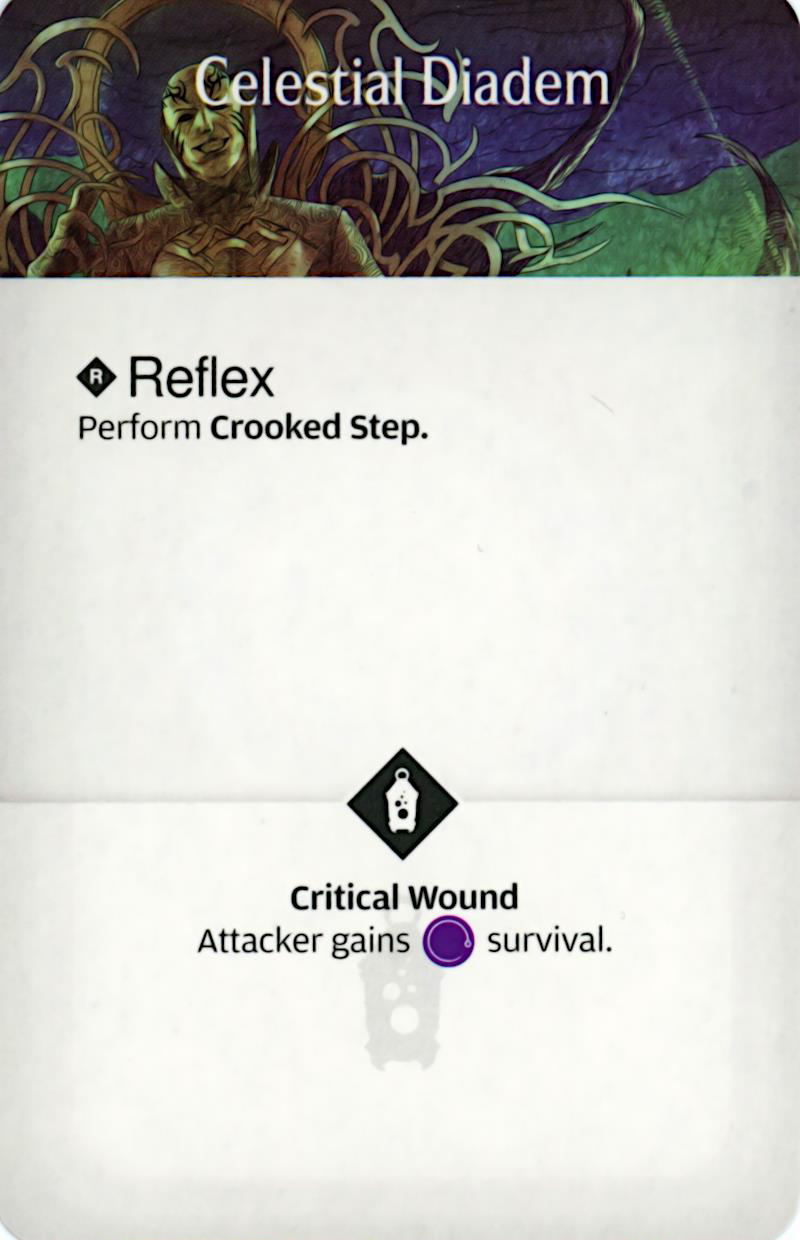 Celestial Diadem
R Reflex
Perform Crooked Step.
Critical Wound
Attacker gains survival.